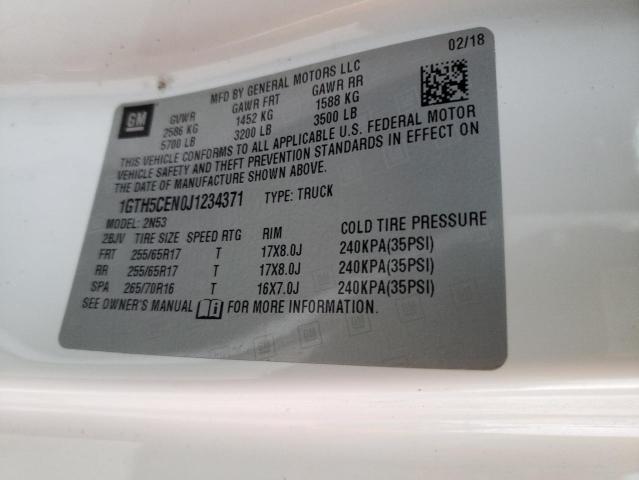 02/18
MFD BY GENERAL MOTORS LLC
GM
GVWR GAWR FRT GAWR RR
2586 KG 1452 KG 1588 KG
5700 LB 3200 LB 3500 LB
THIS VEHICLE CONFORMS TO ALL APPLICABLE U.S. FEDERAL MOTOR
VEHICLE SAFETY AND THEFT PREVENTION STANDARDS IN EFFECT ON
THE DATE OF MANUFACTURE SHOWN ABOVE.
1GTH5CEN0J1234371 TYPE: TRUCK
MODEL: 2N53
2BJV TIRE SIZE SPEED RTG RIM COLD TIRE PRESSURE
FRT 255/65R17 T 17X8.0J 240KPA(35PSI)
RR 255/65R17 T 17X8.0J 240KPA(35PSI)
SPA 265/70R16 T 16X7.0J 240KPA(35PSI)
SEE OWNER'S MANUAL FOR MORE INFORMATION.